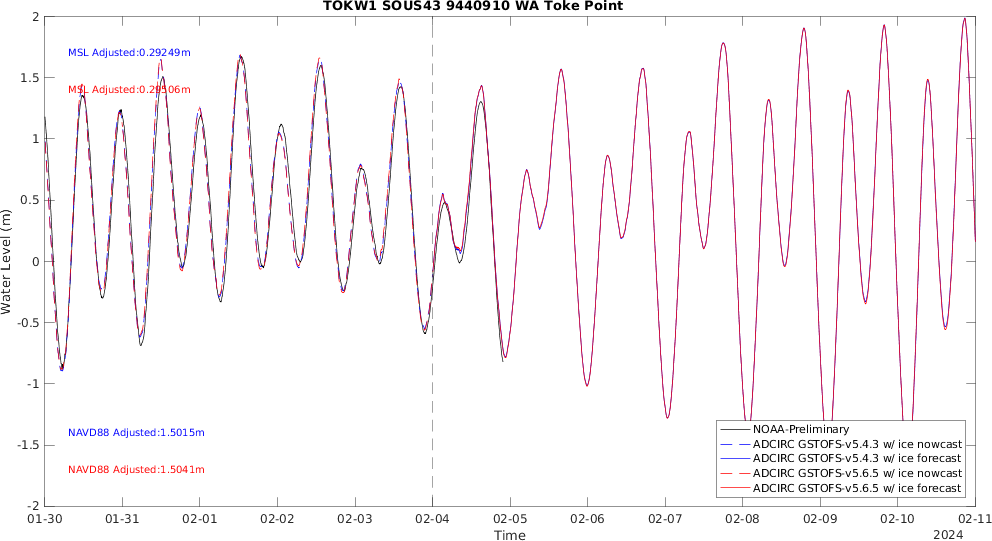 TOKW1 SOUS43 9440910 WA Toke Point
MSL Adjusted:0.29249m
MSL Adjusted:0.29506m
NAVD88 Adjusted:1.5015m
NAVD88 Adjusted:1.5041m
Water Level (m)
2
1.5
1
0.5
0
-0.5
-1
-1.5
-2
NOAA-Preliminary
ADCIRC GSTOFS-v5.4.3 w/ ice nowcast
ADCIRC GSTOFS-v5.4.3 w/ ice forecast
ADCIRC GSTOFS-v5.6.5 w/ ice nowcast
ADCIRC GSTOFS-v5.6.5 w/ ice forecast
01-30 01-31 02-01 02-02 02-03 02-04 02-05 02-06 02-07 02-08 02-09 02-10 02-11
Time
2024